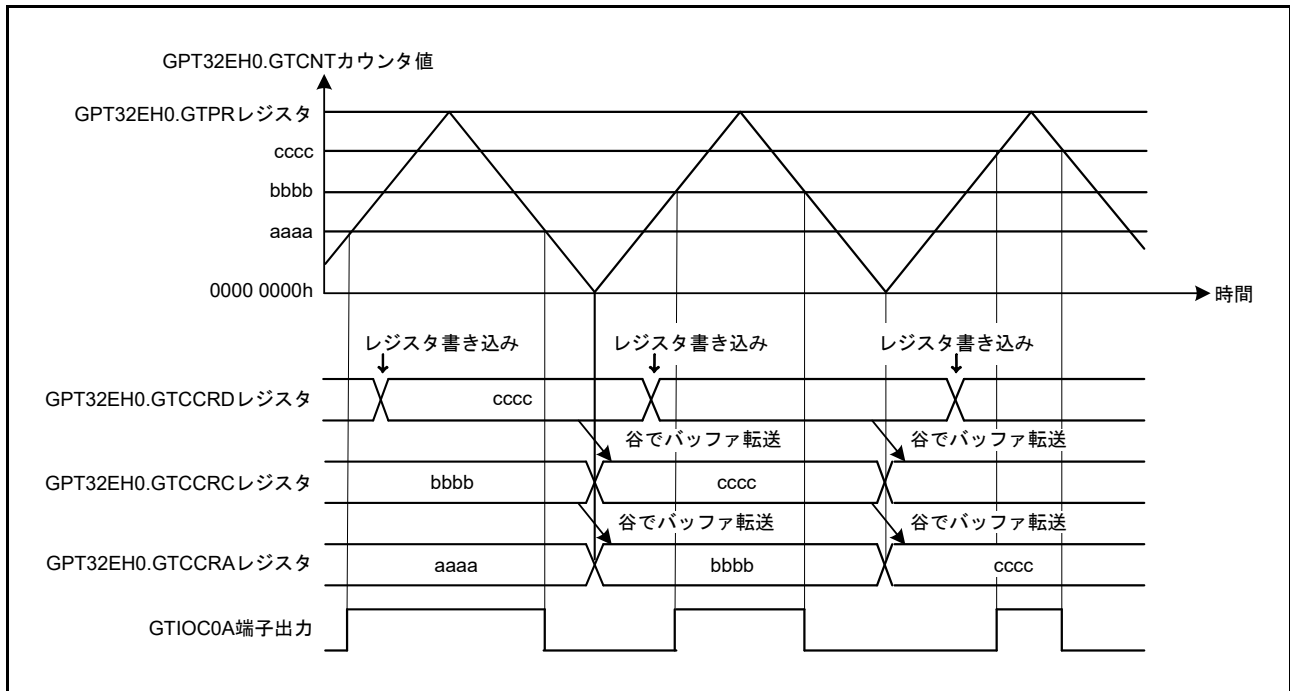 GPT32EH0.GTCNTカウンタ値
GPT32EH0.GTPRレジスタ
cccc
bbbb
aaaa
0000 0000h
時間
レジスタ書き込み レジスタ書き込み レジスタ書き込み
GPT32EH0.GTCCRDレジスタ cccc
谷でバッファ転送 谷でバッファ転送
GPT32EH0.GTCCRCレジスタ bbbb cccc
谷でバッファ転送 谷でバッファ転送
GPT32EH0.GTCCRAレジスタ aaaa bbbb cccc
GTIOC0A端子出力